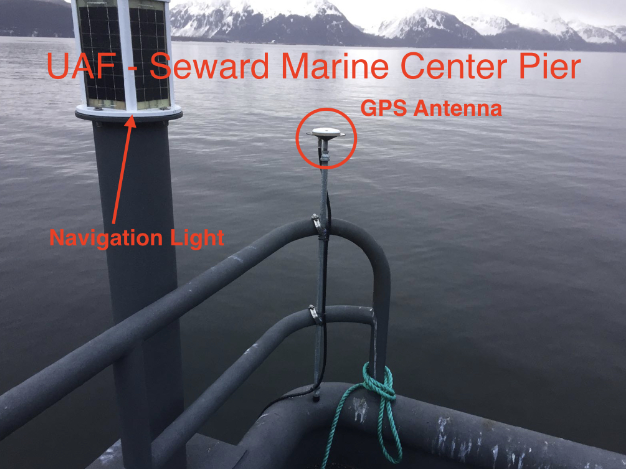 UAF - Seward Marine Center Pier
GPS Antenna
Navigation Light